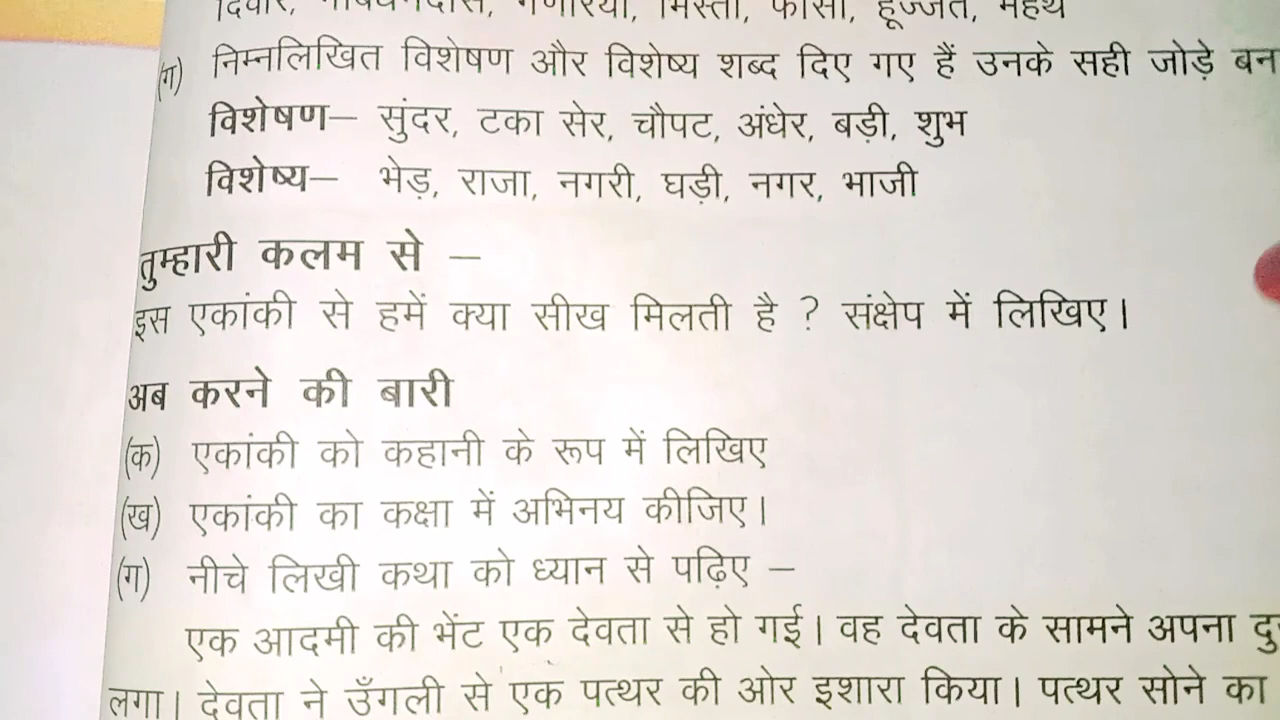 (ग) निम्नलिखित विशेषण और विशेष्य शब्द दिए गए हैं उनके सही जोड़े बन
विशेषण– सुंदर, टका सेर, चौपट, अंधेर, बड़ी, शुभ
विशेष्य– भेड़, राजा, नगरी, घड़ी, नगर, भाजी
तुम्हारी कलम से –
इस एकांकी से हमें क्या सीख मिलती है ? संक्षेप में लिखिए।
अब करने की बारी
(क) एकांकी को कहानी के रूप में लिखिए
(ख) एकांकी का कक्षा में अभिनय कीजिए।
(ग) नीचे लिखी कथा को ध्यान से पढ़िए –
एक आदमी की भेंट एक देवता से हो गई। वह देवता के सामने अपना
लगा। देवता ने उँगली से एक पत्थर की ओर इशारा किया। पत्थर सोने का